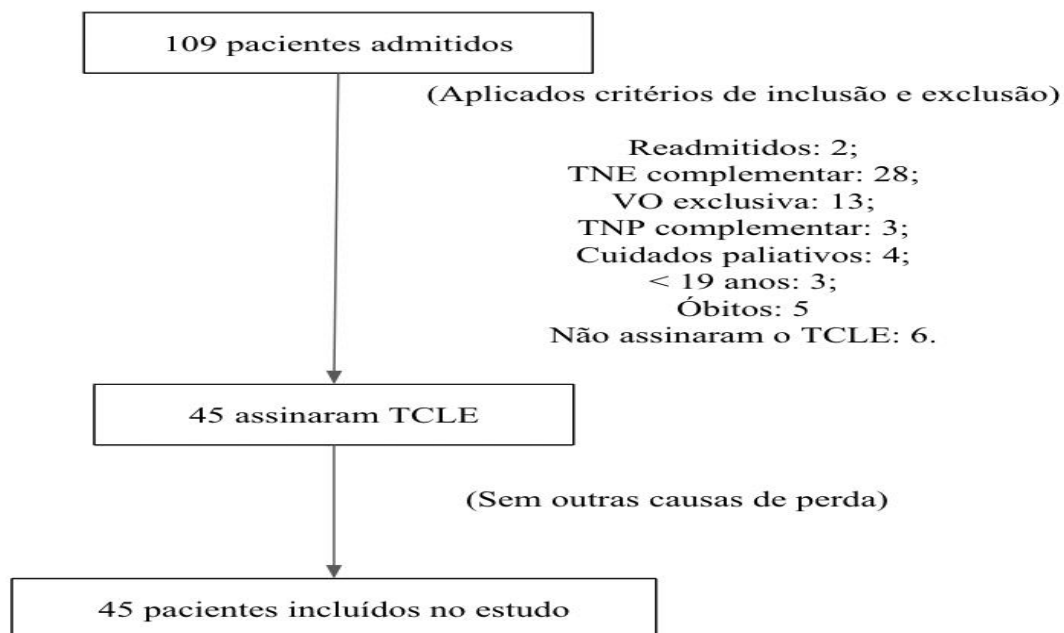 109 pacientes admitidos
(Aplicados critérios de inclusão e exclusão)
Readmitidos: 2;
TNE complementar: 28;
VO exclusiva: 13;
TNP complementar: 3;
Cuidados paliativos: 4;
< 19 anos: 3;
Óbitos: 5
Não assinaram o TCLE: 6.
45 assinaram TCLE
(Sem outras causas de perda)
45 pacientes incluídos no estudo